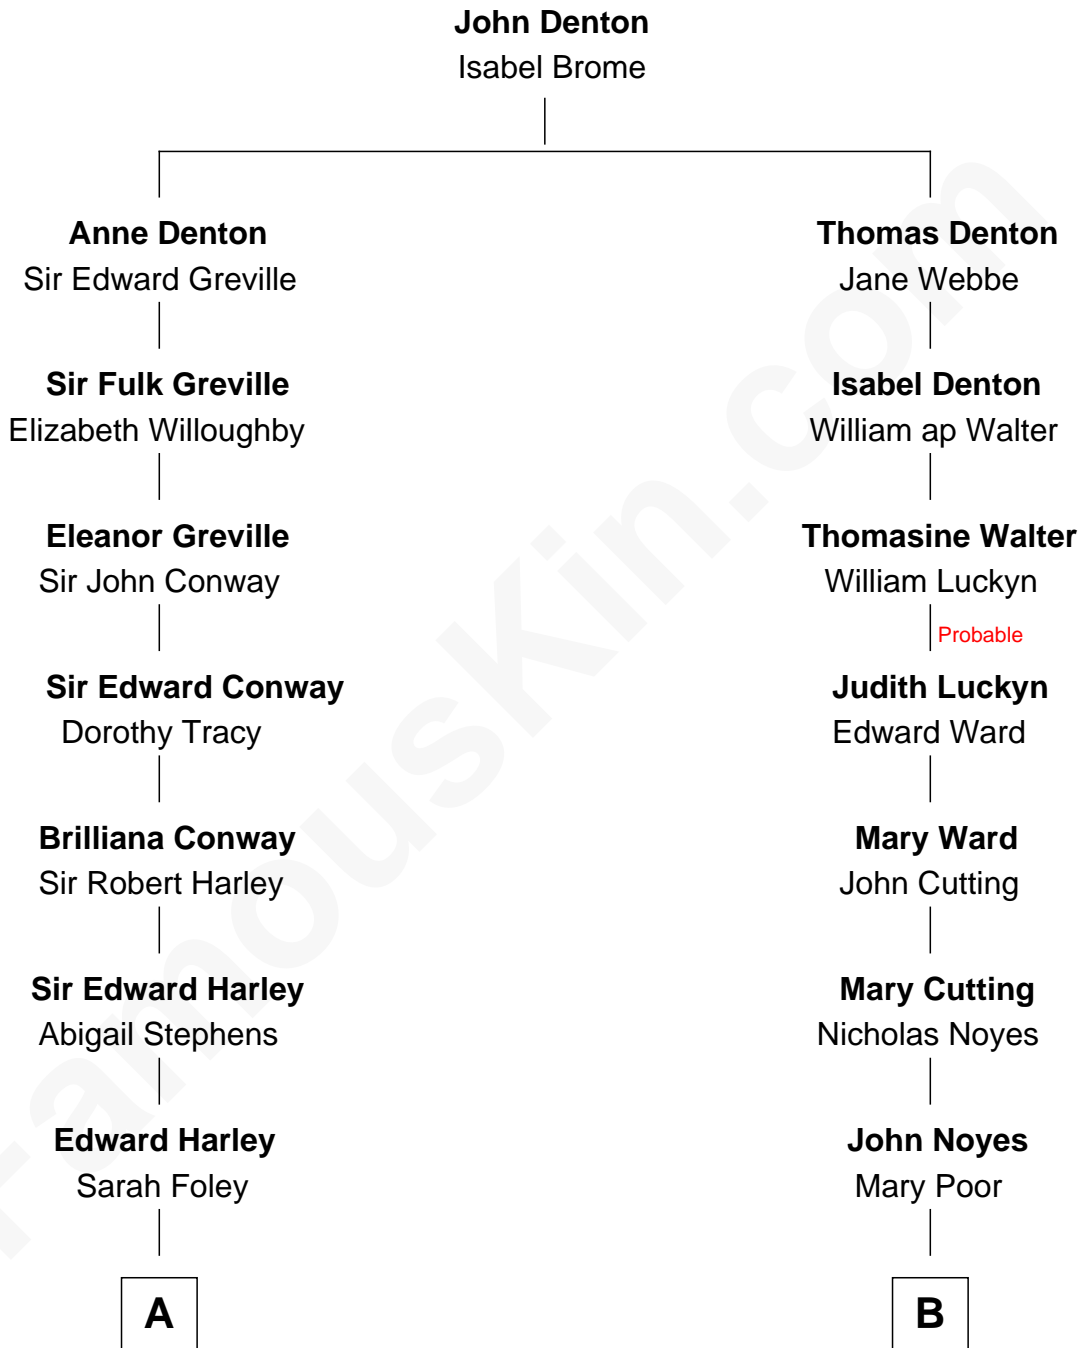 John Denton
Isabel Brome
Anne Denton
Sir Edward Greville
Thomas Denton
Jane Webbe
Sir Fulk Greville
Elizabeth Willoughby
Isabel Denton
William ap Walter
Eleanor Greville
Sir John Conway
Thomasine Walter
William Luckyn
Probable
Sir Edward Conway
Dorothy Tracy
Judith Luckyn
Edward Ward
Brilliana Conway
Sir Robert Harley
Mary Ward
John Cutting
Sir Edward Harley
Abigail Stephens
Mary Cutting
Nicholas Noyes
Edward Harley
Sarah Foley
John Noyes
Mary Poor
A
B
FamousKin.com